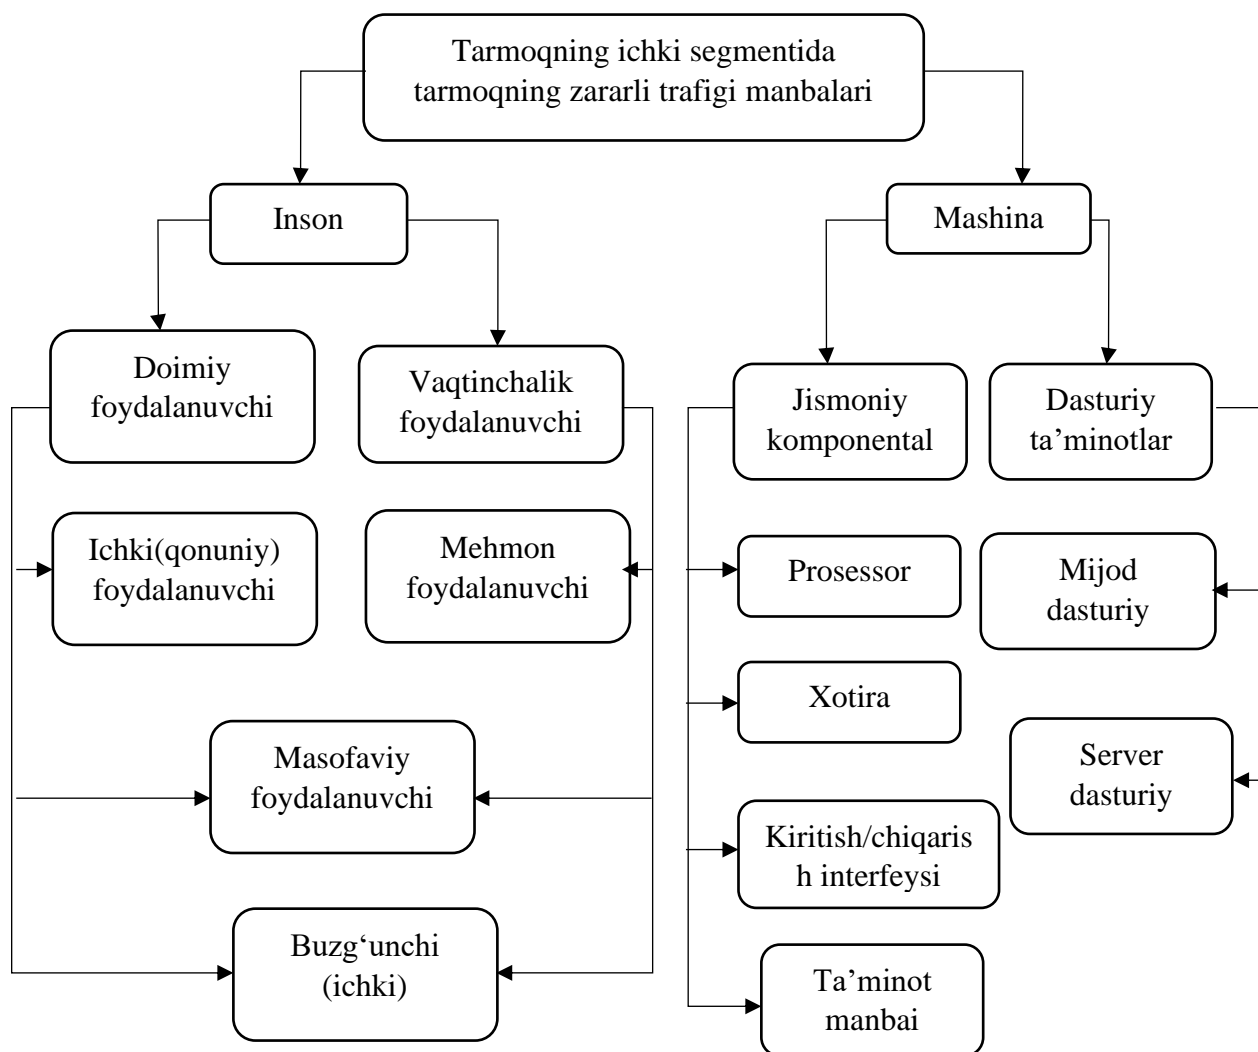 Tarmoqning ichki segmentida
tarmoqning zararli trafigi manbalari
Inson
Mashina
Doimiy
foydalanuvchi
Vaqtinchalik
foydalanuvchi
Jismoniy
komponental
Dasturiy
ta’minotlar
Ichki(qonuniy)
foydalanuvchi
Mehmon
foydalanuvchi
Prosessor
Mijod
dasturiy
Xotira
Masofaviy
foydalanuvchi
Server
dasturiy
Kiritish/chiqaris
h interfeysi
Buzg‘unchi
(ichki)
Ta’minot
manbai